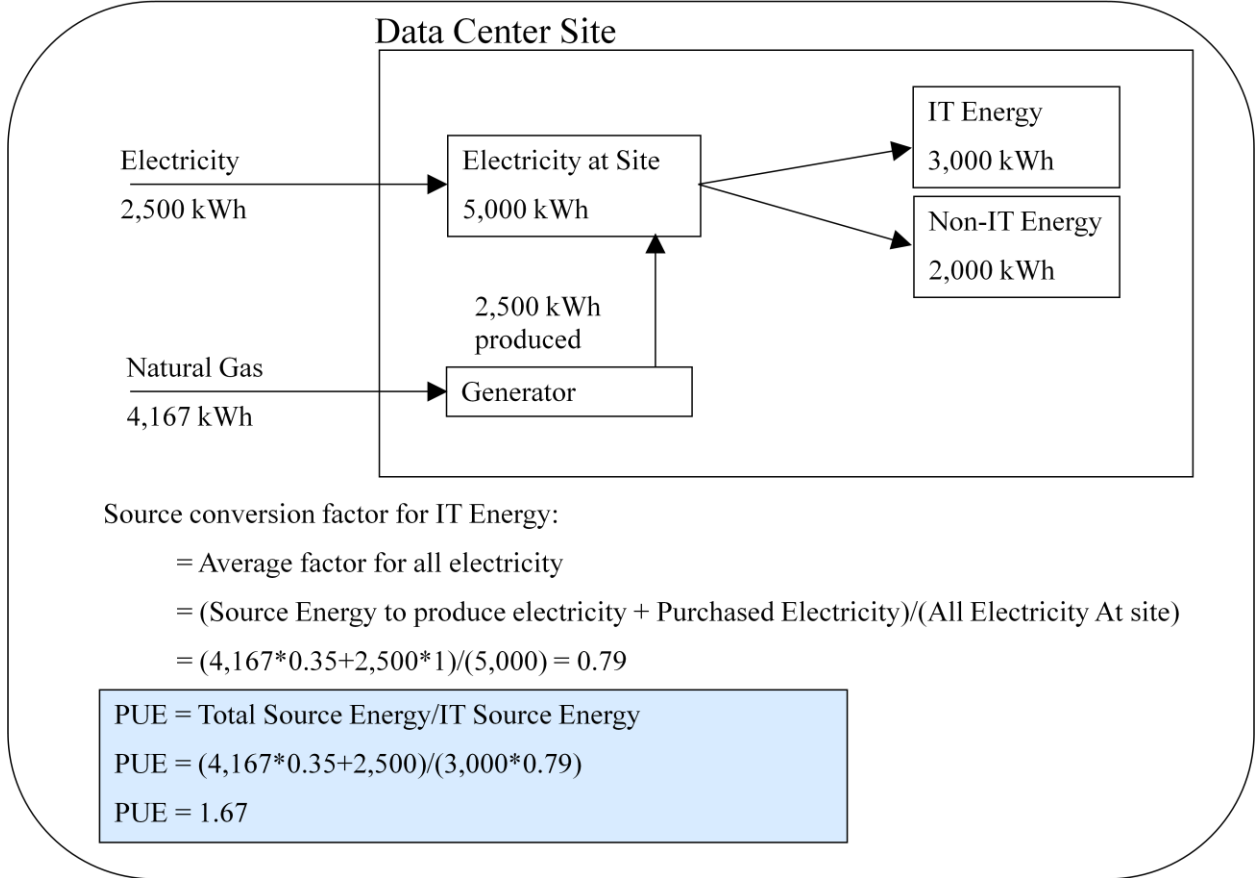 Data Center Site
Electricity
2,500 kWh
Electricity at Site
5,000 kWh
IT Energy
3,000 kWh
Non-IT Energy
2,000 kWh
2,500 kWh
produced
Natural Gas
4,167 kWh
Generator
Source conversion factor for IT Energy:
= Average factor for all electricity
= (Source Energy to produce electricity + Purchased Electricity)/(All Electricity At site)
= (4,167*0.35+2,500*1)/(5,000) = 0.79
PUE = Total Source Energy/IT Source Energy
PUE = (4,167*0.35+2,500)/(3,000*0.79)
PUE = 1.67